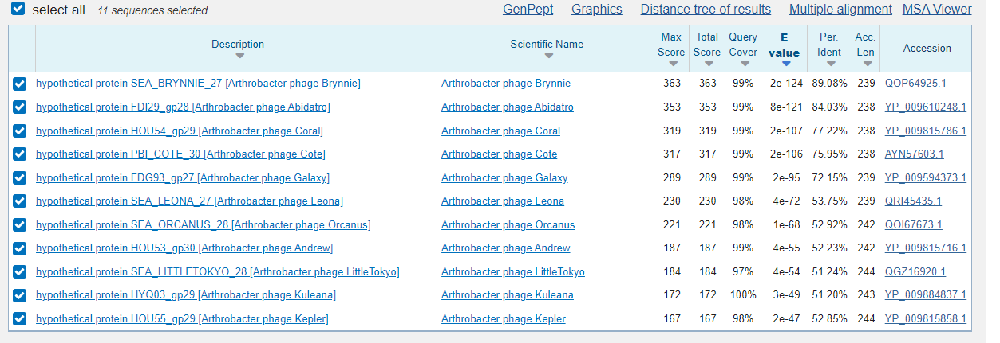 select all 11 sequences selected GenPept Graphics Distance tree of results Multiple alignment MSA Viewer
Description Scientific Name Max Score Total Score Query Cover E value Per. Ident Acc. Len Accession
hypothetical protein SEA_BRYNNIE_27 [Arthrobacter phage Brynnie] Arthrobacter phage Brynnie 363 363 99% 2e-124 89.08% 239 QOP64925.1
hypothetical protein FDI29_gp28 [Arthrobacter phage Abidatro] Arthrobacter phage Abidatro 353 353 99% 8e-121 84.03% 238 YP_009610248.1
hypothetical protein HOU54_gp29 [Arthrobacter phage Coral] Arthrobacter phage Coral 319 319 99% 2e-107 77.22% 238 YP_009815786.1
hypothetical protein PBI_COTE_30 [Arthrobacter phage Cote] Arthrobacter phage Cote 317 317 99% 2e-106 75.95% 238 AYN57603.1
hypothetical protein FDG93_gp27 [Arthrobacter phage Galaxy] Arthrobacter phage Galaxy 289 289 99% 2e-95 72.15% 239 YP_009594373.1
hypothetical protein SEA_LEONA_27 [Arthrobacter phage Leona] Arthrobacter phage Leona 230 230 98% 4e-72 53.75% 239 QRI45435.1
hypothetical protein SEA_ORCANUS_28 [Arthrobacter phage Orcanus] Arthrobacter phage Orcanus 221 221 98% 1e-68 52.92% 242 QOI67673.1
hypothetical protein HOU53_gp30 [Arthrobacter phage Andrew] Arthrobacter phage Andrew 187 187 99% 4e-55 52.23% 242 YP_009815716.1
hypothetical protein SEA_LITTLETOKYO_28 [Arthrobacter phage LittleTokyo] Arthrobacter phage LittleTokyo 184 184 97% 4e-54 51.24% 244 QGZ16920.1
hypothetical protein HYQ03_gp29 [Arthrobacter phage Kuleana] Arthrobacter phage Kuleana 172 172 100% 3e-49 51.20% 243 YP_009884837.1
hypothetical protein HOU55_gp29 [Arthrobacter phage Kepler] Arthrobacter phage Kepler 167 167 98% 2e-47 52.85% 244 YP_009815858.1